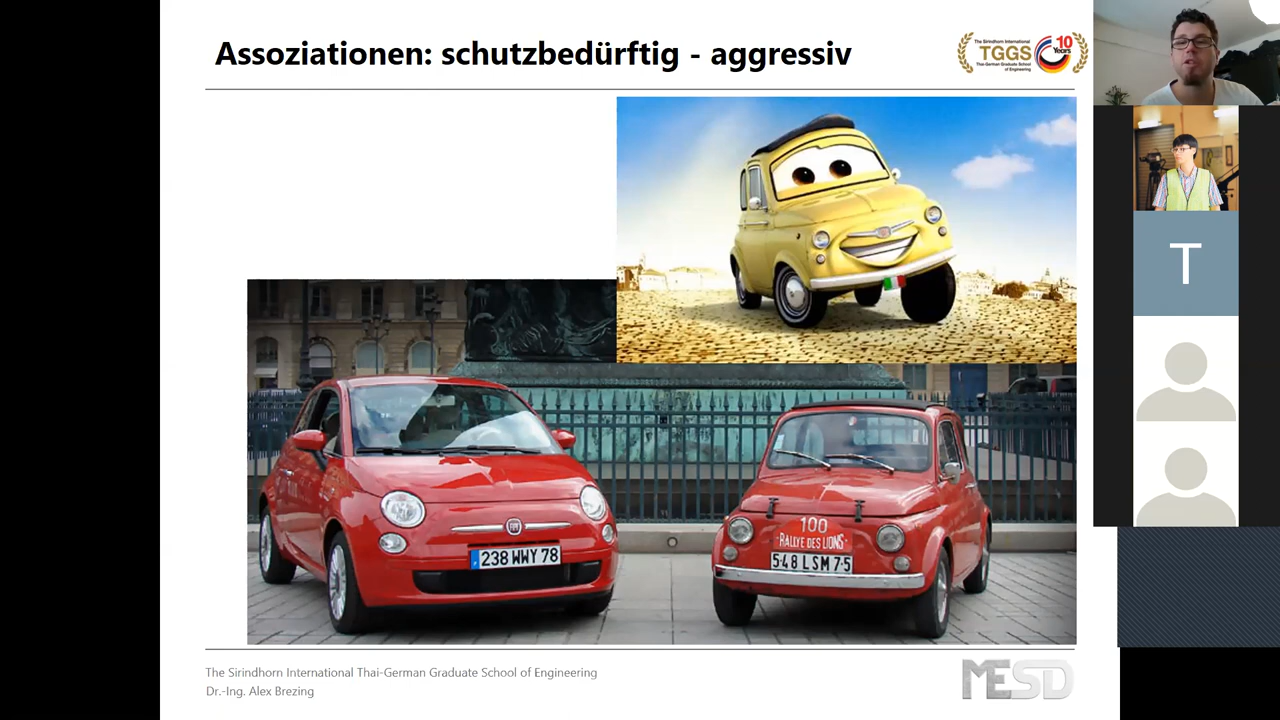 Assoziationen: schutzbedürftig - aggressiv
The Sirindhorn International
TGGS
Thai-German Graduate School
of Engineering
10
Years
T
FIAT
238 WWY 78
100
RALLYE DES LIONS
548 LSM 75
The Sirindhorn International Thai-German Graduate School of Engineering
Dr.-Ing. Alex Brezing
MESD